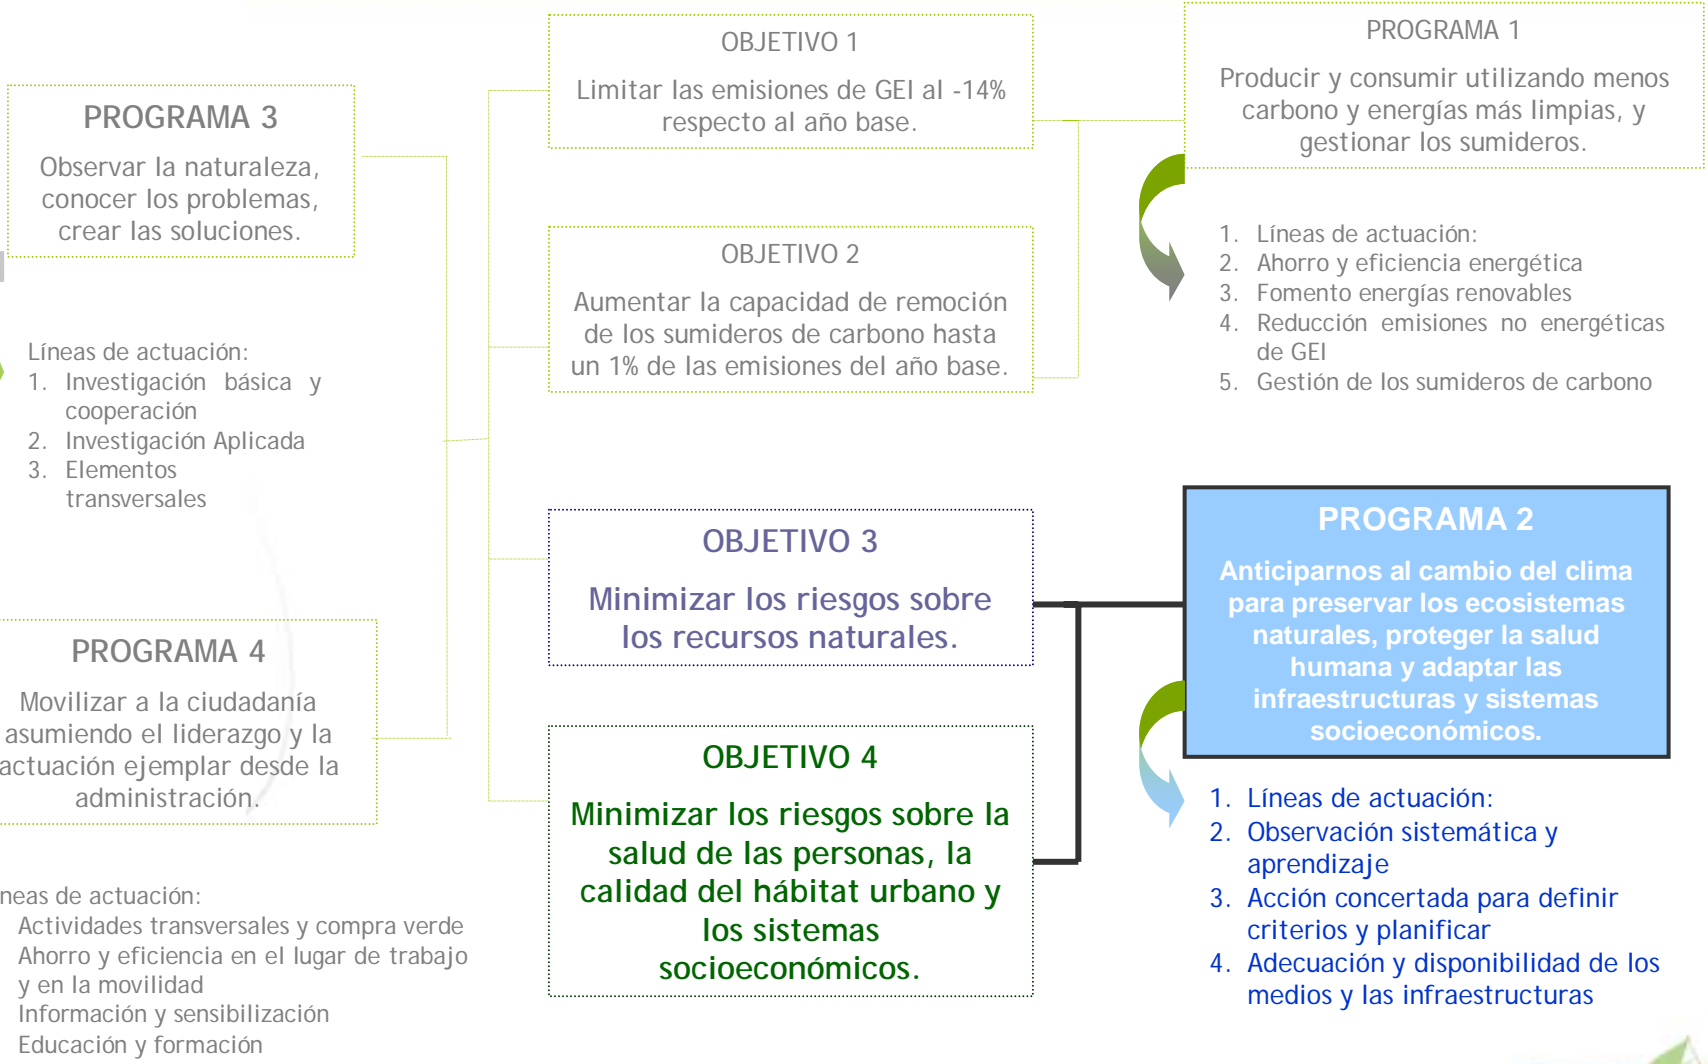 PROGRAMA 3
Observar la naturaleza,
conocer los problemas,
crear las soluciones.
Líneas de actuación:
1. Investigación básica y
cooperación
2. Investigación Aplicada
3. Elementos
transversales
PROGRAMA 4
Movilizar a la ciudadanía
asumiendo el liderazgo y la
actuación ejemplar desde la
administración.
neas de actuación:
Actividades transversales y compra verde
Ahorro y eficiencia en el lugar de trabajo
y en la movilidad
Información y sensibilización
Educación y formación
OBJETIVO 1
Limitar las emisiones de GEI al -14%
respecto al año base.
OBJETIVO 2
Aumentar la capacidad de remoción
de los sumideros de carbono hasta
un 1% de las emisiones del año base.
OBJETIVO 3
Minimizar los riesgos sobre
los recursos naturales.
OBJETIVO 4
Minimizar los riesgos sobre la
salud de las personas, la
calidad del hábitat urbano y
los sistemas
socioeconómicos.
PROGRAMA 1
Producir y consumir utilizando menos
carbono y energías más limpias, y
gestionar los sumideros.
1. Líneas de actuación:
2. Ahorro y eficiencia energética
3. Fomento energías renovables
4. Reducción emisiones no energéticas
de GEI
5. Gestión de los sumideros de carbono
PROGRAMA 2
Anticiparnos al cambio del clima
para preservar los ecosistemas
naturales, proteger la salud
humana y adaptar las
infraestructuras y sistemas
socioeconómicos.
1. Líneas de actuación:
2. Observación sistemática y
aprendizaje
3. Acción concertada para definir
criterios y planificar
4. Adecuación y disponibilidad de los
medios y las infraestructuras